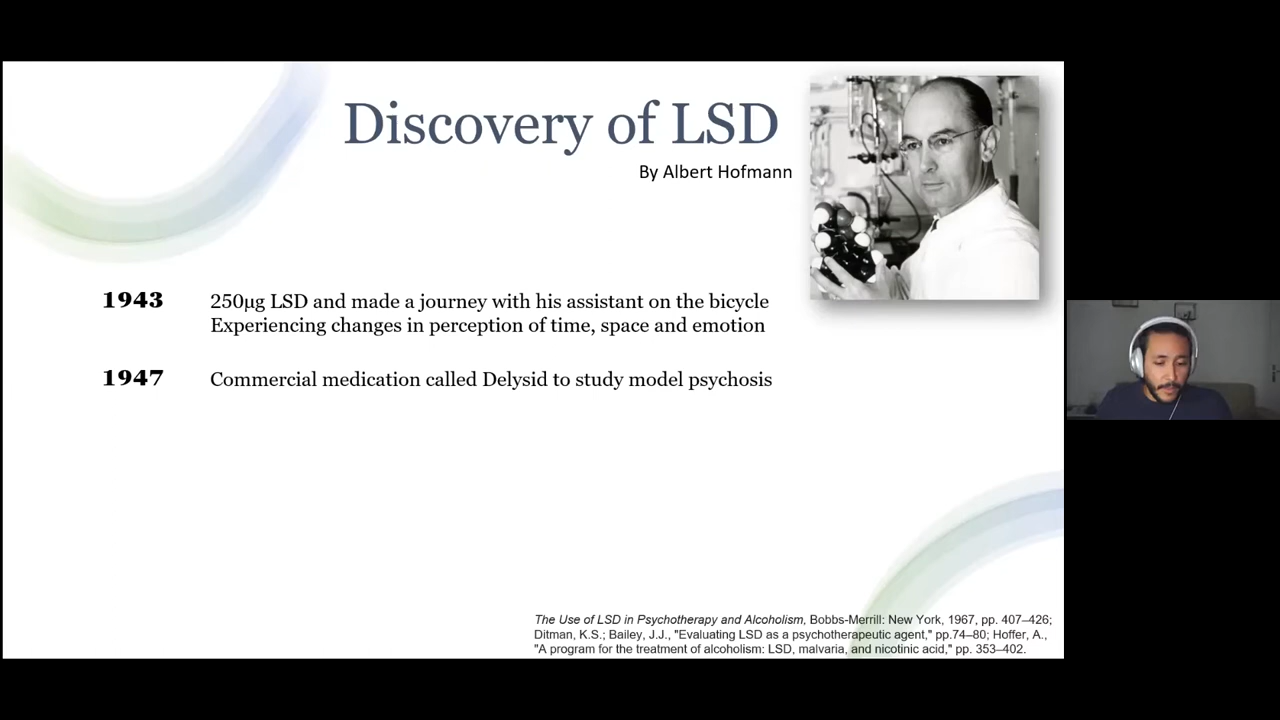 Discovery of LSD
By Albert Hofmann
1943
250µg LSD and made a journey with his assistant on the bicycle
Experiencing changes in perception of time, space and emotion
1947
Commercial medication called Delysid to study model psychosis
The Use of LSD in Psychotherapy and Alcoholism, Bobbs-Merrill: New York, 1967, pp. 407–426;
Ditman, K.S.; Bailey, J.J., "Evaluating LSD as a psychotherapeutic agent," pp.74–80; Hoffer, A.,
"A program for the treatment of alcoholism: LSD, malvaria, and nicotinic acid," pp. 353–402.